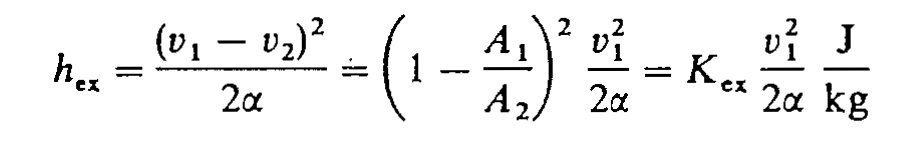 h_ex = (v_1 − v_2)^2 / 2α = (1 − A_1/A_2)^2 v_1^2/2α = K_ex v_1^2/2α J/kg